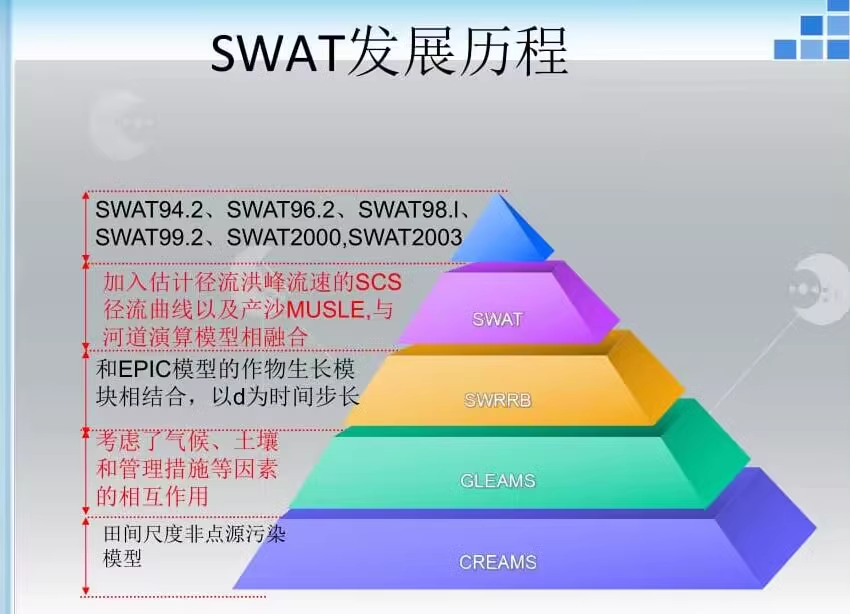 SWAT发展历程
SWAT94.2、SWAT96.2、SWAT98.l、
SWAT99.2、SWAT2000,SWAT2003
加入估计径流洪峰流速的SCS
径流曲线以及产沙MUSLE,与
河道演算模型相融合
SWAT
和EPIC模型的作物生长模
块相结合，以d为时间步长
SWRRB
考虑了气候、土壤
和管理措施等因素
的相互作用
GLEAMS
田间尺度非点源污染
模型
CREAMS